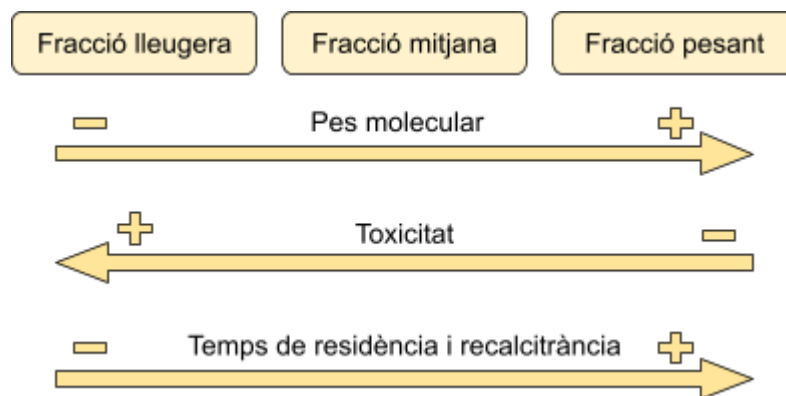 Fracció lleugera
Fracció mitjana
Fracció pesant
Pes molecular
Toxicitat
Temps de residència i recalcitrància